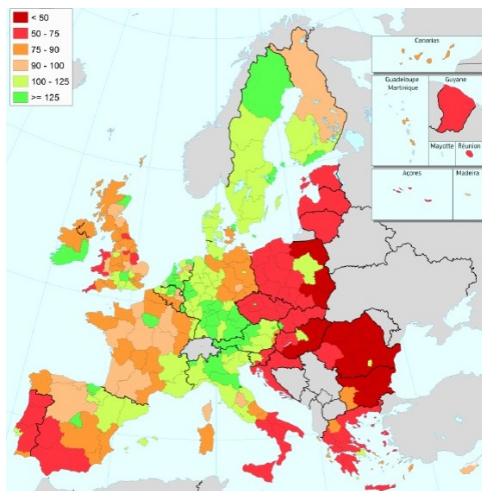 < 50
50 - 75
75 - 90
90 - 100
100 - 125
>= 125
Canarias
Guadeloupe
Martinique
Guyane
Mayotte
Réunion
Açores
Madeira